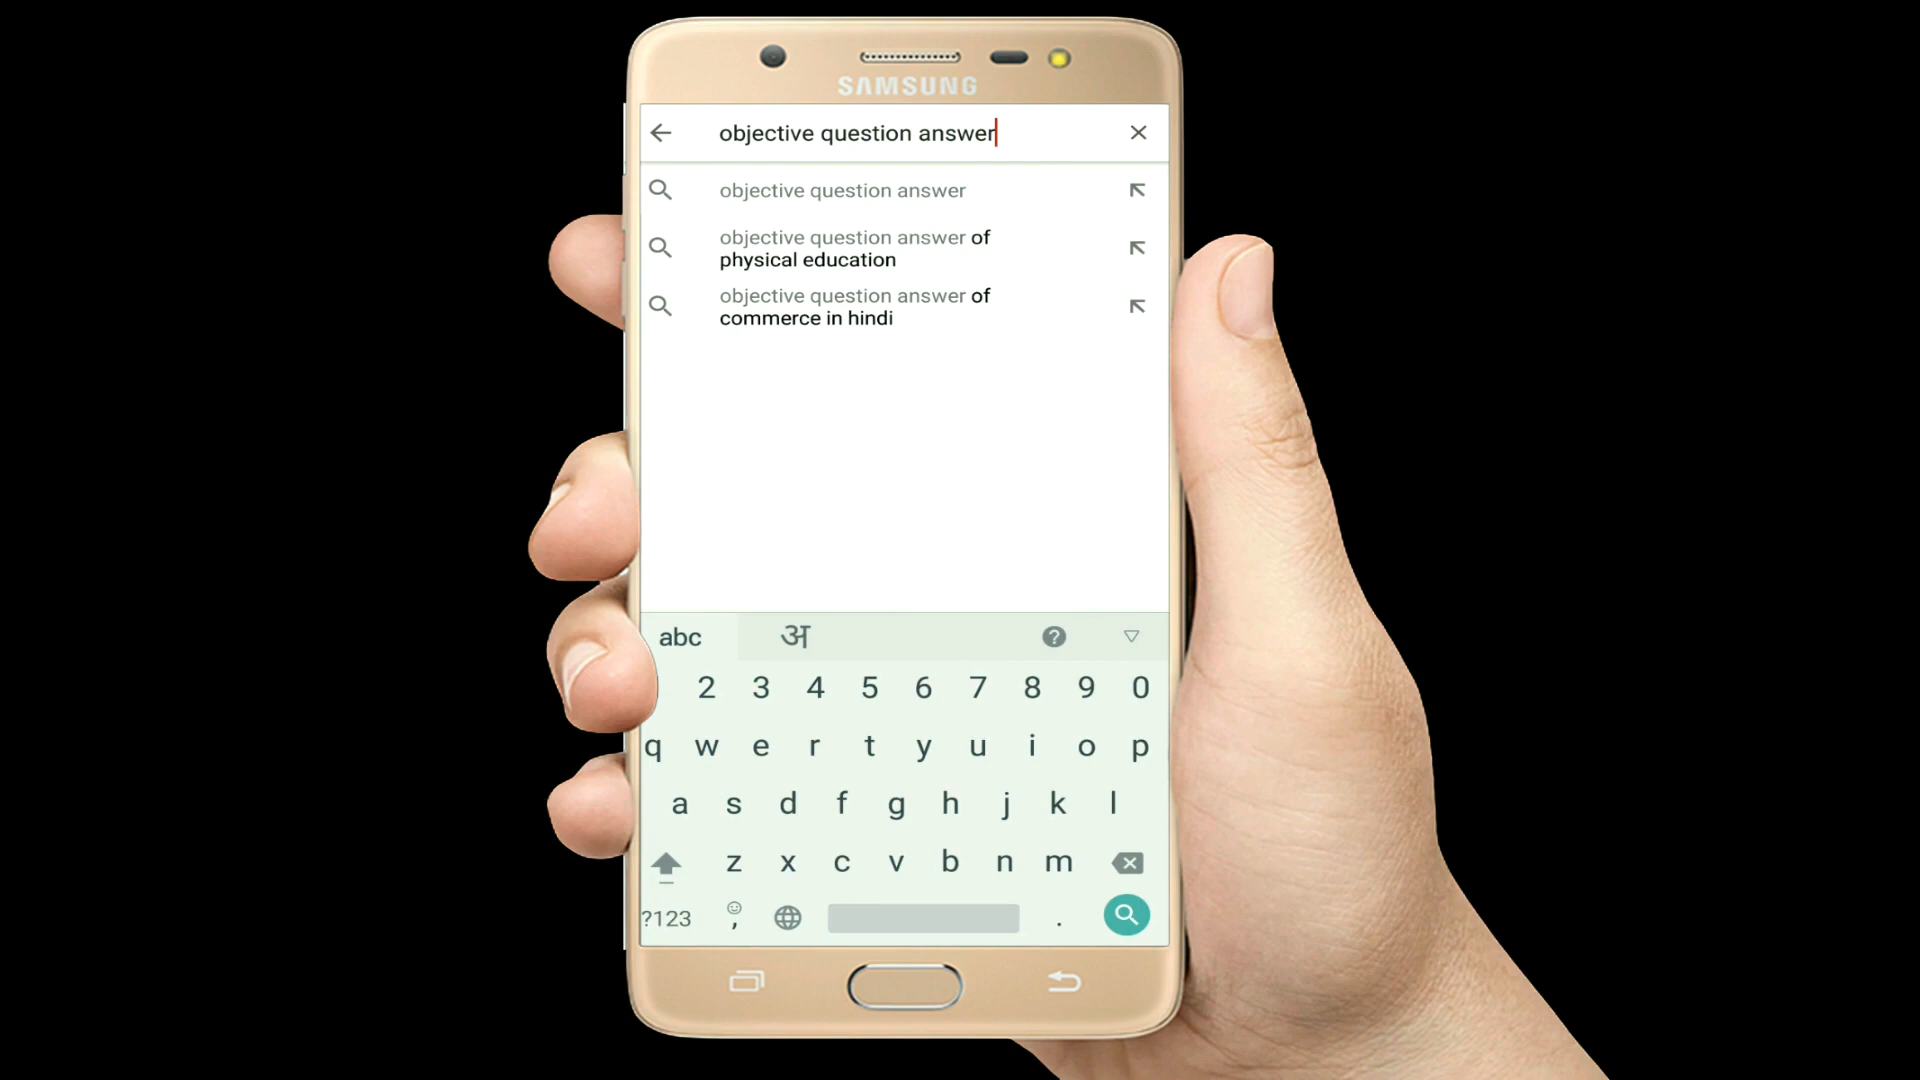 SAMSUNG
objective question answer
objective question answer
objective question answer of
physical education
objective question answer of
commerce in hindi
abc अ ?
2 3 4 5 6 7 8 9 0
q w e r t y u i o p
a s d f g h j k l
z x c v b n m
?123 , .